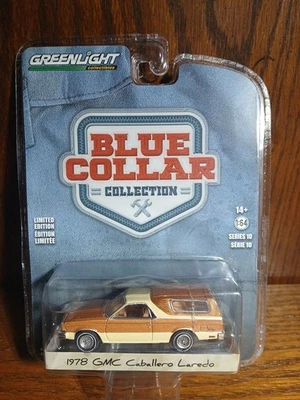 GREENLIGHT
collectibles
BLUE
COLLAR
COLLECTION
LIMITED
EDITION
ÉDITION
LIMITÉE
14+
1:64
SERIES 10
SÉRIE 10
1978 GMC Caballero Laredo